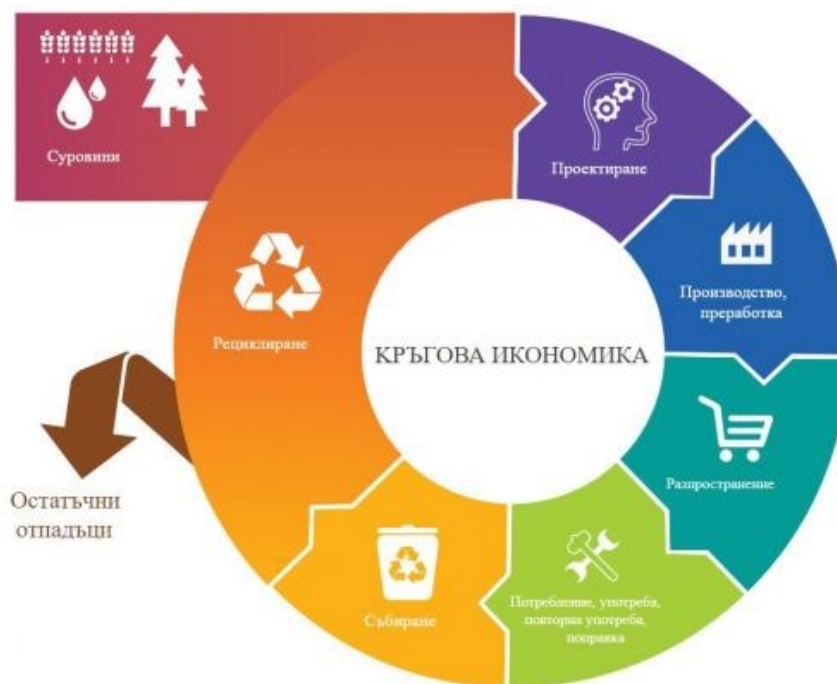 Суровини
Проектиране
Производство,
преработка
Рециклиране
КРЪГОВА ИКОНОМИКА
Разпространение
Остатъчни
отпадъци
Потребление, употреба,
повторна употреба,
поправка
Събиране